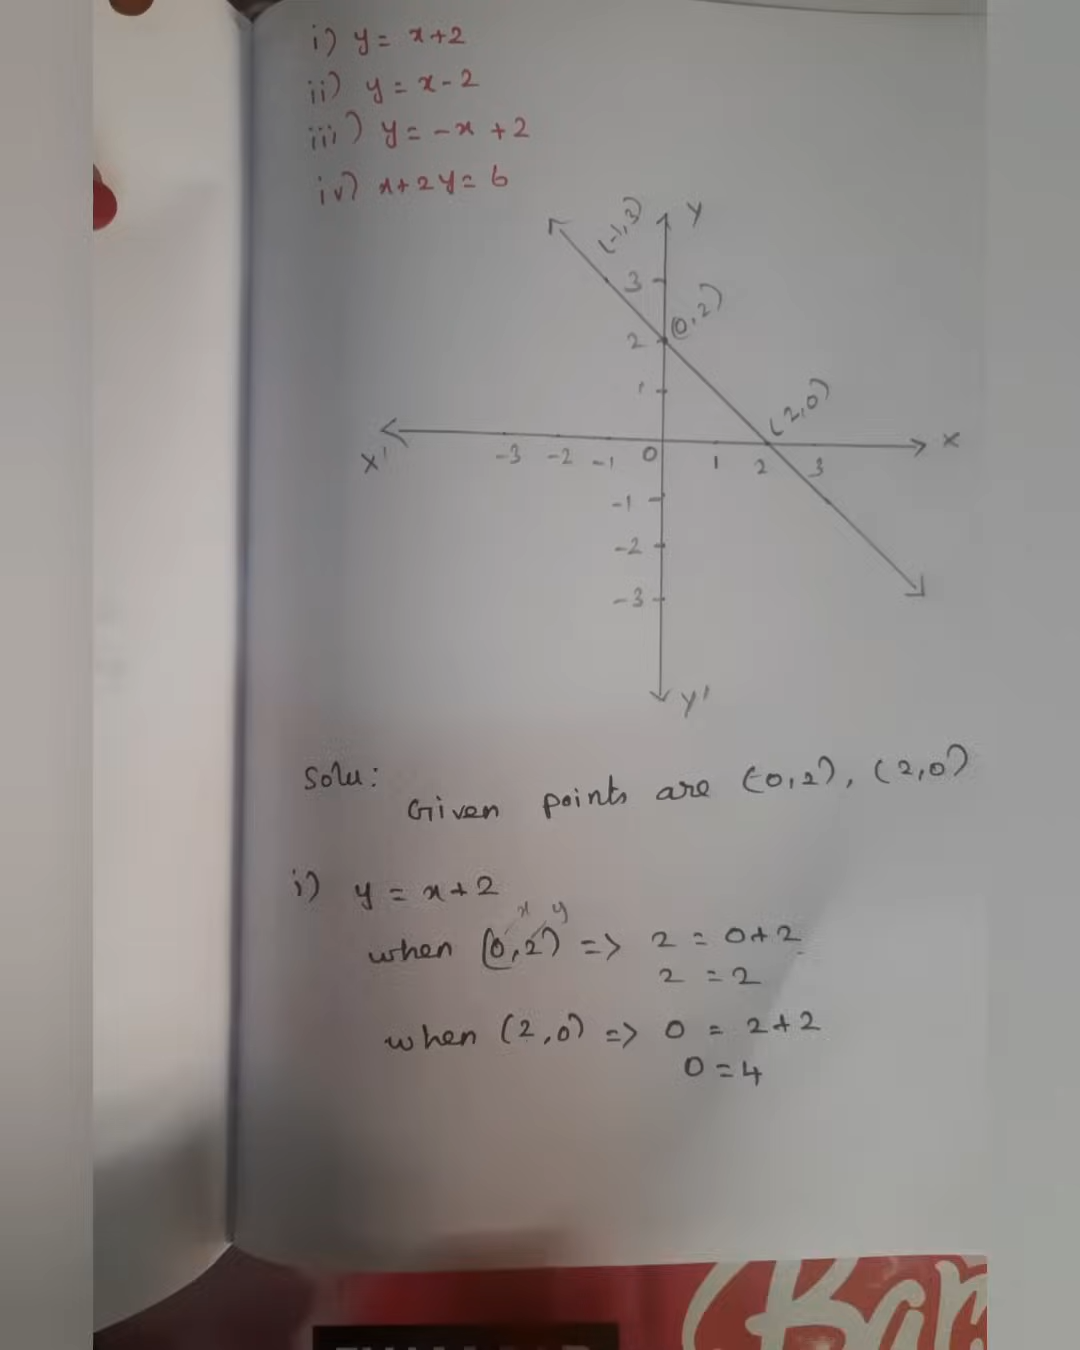 i) y = x+2
ii) y = x-2
iii) y = -x +2
iv) x+2y= 6
Y
(-1,3)
3
(0,2)
2
1
(2,0)
X
X'
-3 -2 -1 0 1 2 3
-1
-2
-3
Y'
Solu:
Given points are (0,2), (2,0)
i) y = x+2
x y
when (0,2) => 2 = 0+2
2 = 2
when (2,0) => 0 = 2+2
0 = 4